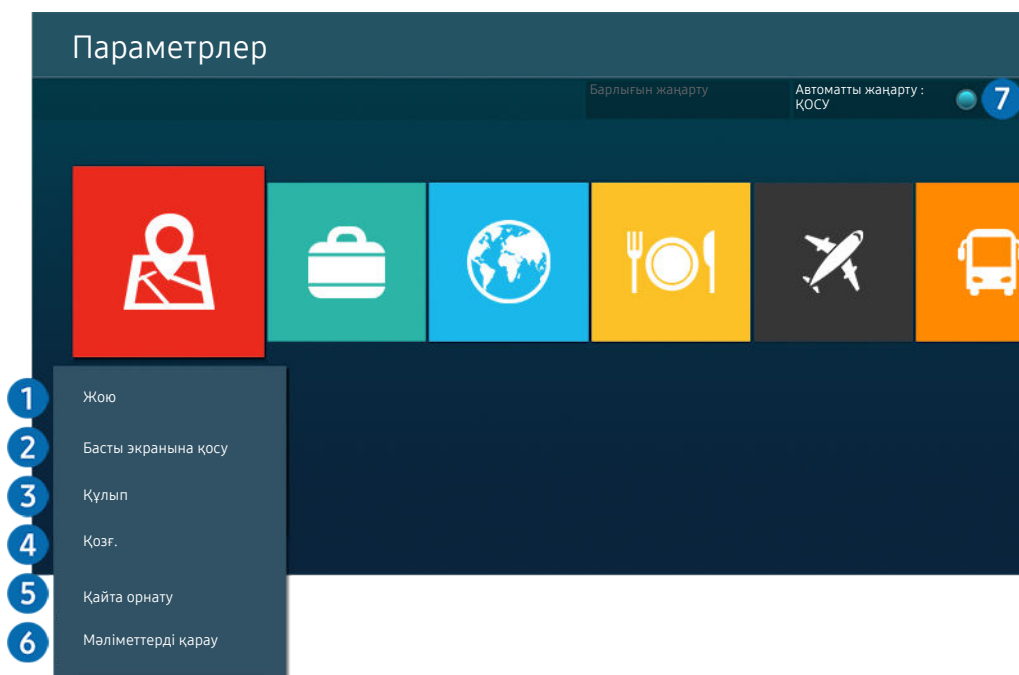 Параметрлер
Барлығын жаңарту
Автоматты жаңарту :
ҚОСУ
7
1 Жою
2 Басты экранына қосу
3 Құлып
4 Қозғ.
5 Қайта орнату
6 Мәліметтерді қарау